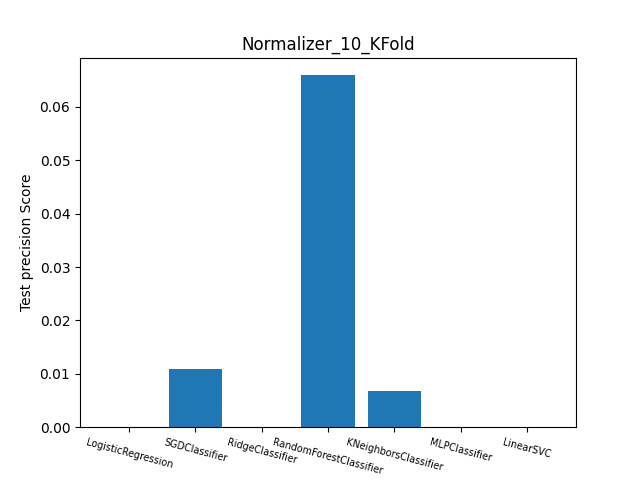 Normalizer_10_KFold
Test precision Score
0.06
0.05
0.04
0.03
0.02
0.01
0.00
LogisticRegression
SGDClassifier
RidgeClassifier
RandomForestClassifier
KNeighborsClassifier
MLPClassifier
LinearSVC